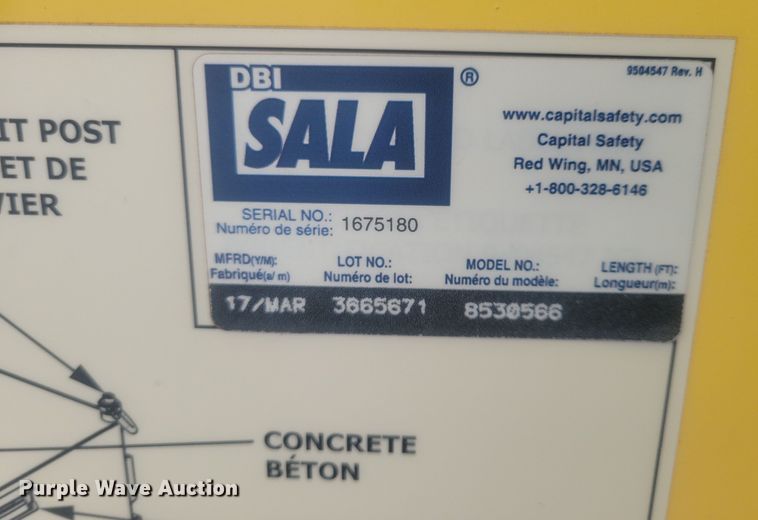 9504547 Rev. H
DBI
SALA®
www.capitalsafety.com
Capital Safety
Red Wing, MN, USA
+1-800-328-6146
SERIAL NO.:
Numéro de série: 1675180
MFRD(Y/M): LOT NO.: MODEL NO.: LENGTH (FT):
Fabriqué(a/ m) Numéro de lot: Numéro du modèle: Longueur(m):
17/MAR 3665671 8530566
IT POST
ET DE
VIER
CONCRETE
BÉTON
Purple Wave Auction